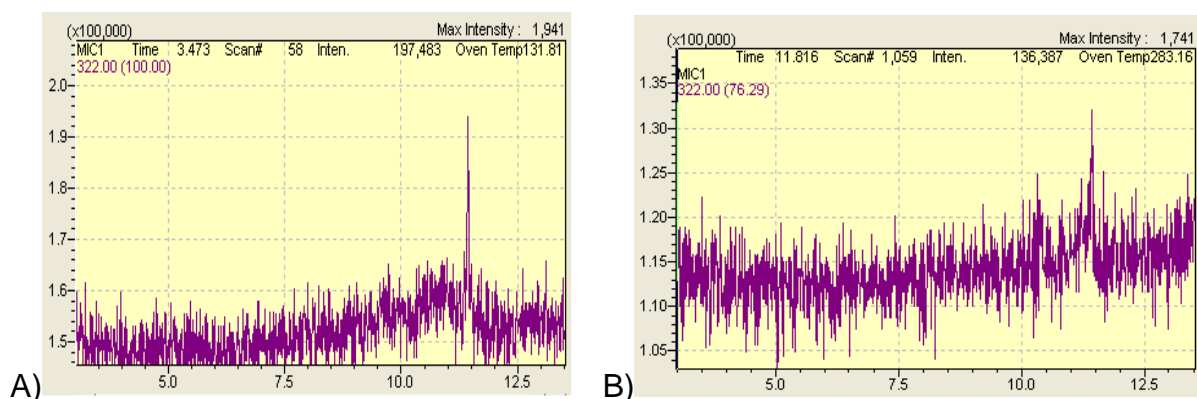 (x100,000) Max Intensity : 1,941
MIC1 Time 3.473 Scan# 58 Inten. 197,483 Oven Temp131.81
322.00 (100.00)
2.0
1.9
1.8
1.7
1.6
1.5
5.0 7.5 10.0 12.5
A)
(x100,000) Max Intensity : 1,741
Time 11.816 Scan# 1,059 Inten. 136,387 Oven Temp283.16
MIC1
322.00 (76.29)
1.35
1.30
1.25
1.20
1.15
1.10
1.05
5.0 7.5 10.0 12.5
B)